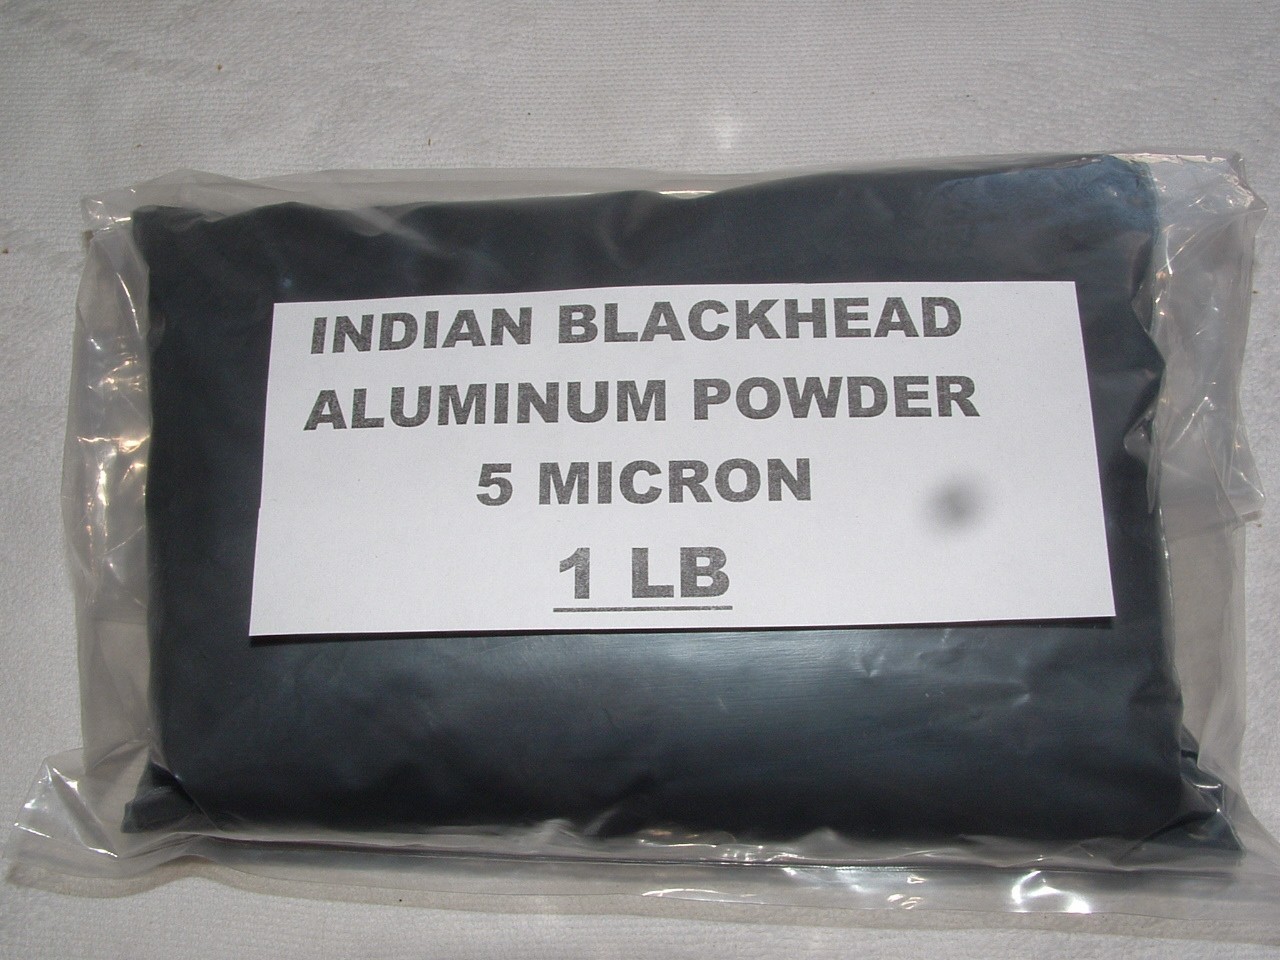 INDIAN BLACKHEAD
ALUMINUM POWDER
5 MICRON
1 LB